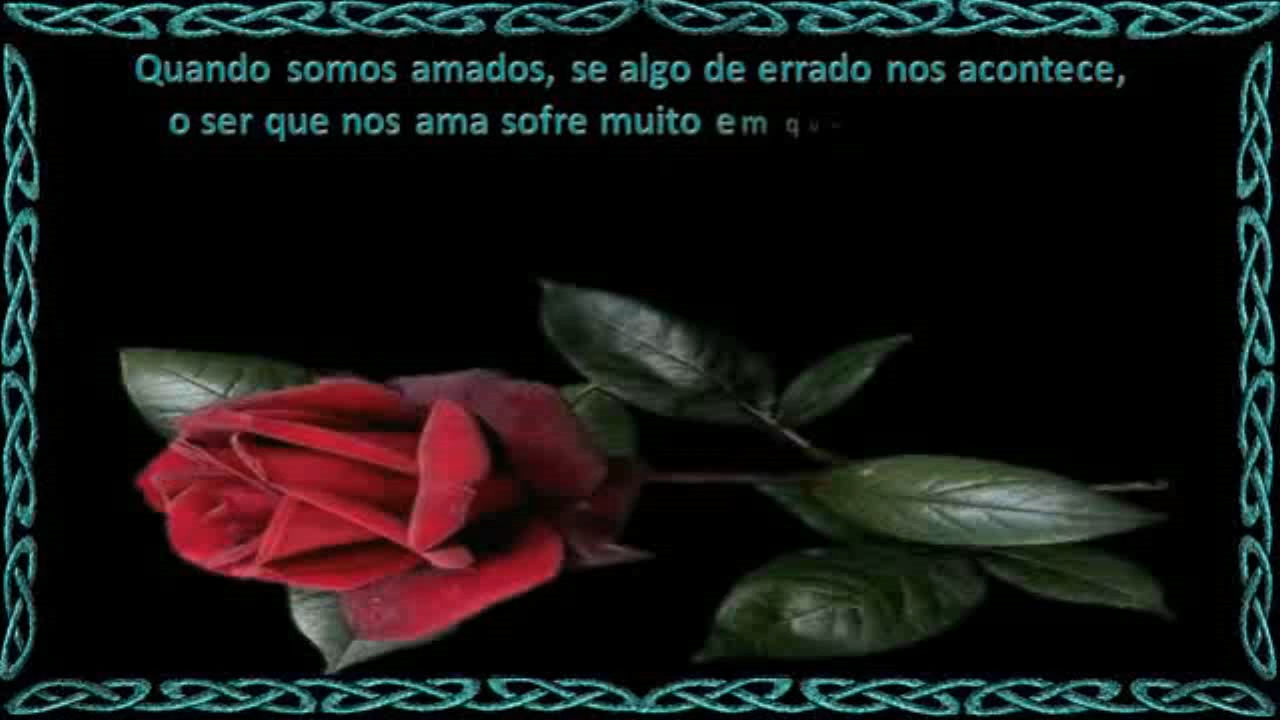 Quando somos amados, se algo de errado nos acontece,
o ser que nos ama sofre muito em